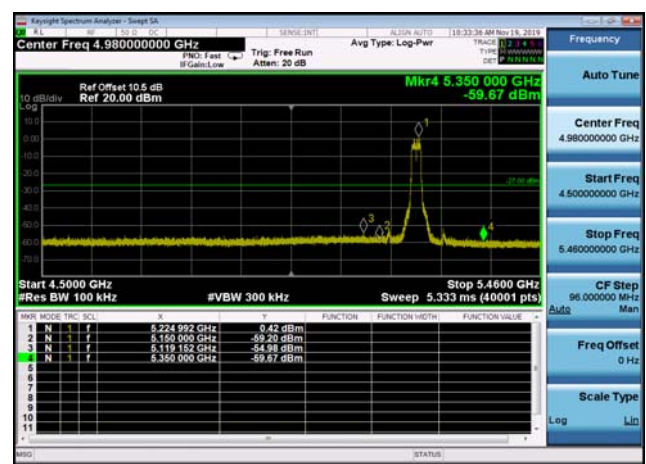 Keysight Spectrum Analyzer - Swept SA
RL RF 50 Ω DC SENSE:INT ALIGN AUTO 10:33:36 AM Nov 19, 2019
Center Freq 4.980000000 GHz
PNO: Fast
IFGain:Low
Trig: Free Run
Atten: 20 dB
Avg Type: Log-Pwr
TRACE 1 2 3 4 5 6
TYPE
DET P N N N N N
Ref Offset 10.5 dB
10 dB/div Ref 20.00 dBm
Log
Mkr4 5.350 000 GHz
-59.67 dBm
10.0
0.00
-10.0
-20.0
-30.0
-40.0
-50.0
-60.0
-70.0
-27.00 dBm
1
3
2
4
Start 4.5000 GHz Stop 5.4600 GHz
#Res BW 100 kHz #VBW 300 kHz Sweep 5.333 ms (40001 pts)
MKR MODE TRC SCL X Y FUNCTION FUNCTION WIDTH FUNCTION VALUE
1 N 1 f 5.224 992 GHz 0.42 dBm
2 N 1 f 5.150 000 GHz -59.20 dBm
3 N 1 f 5.119 152 GHz -54.98 dBm
4 N 1 f 5.350 000 GHz -59.67 dBm
5
6
7
8
9
10
11
MSG STATUS
Frequency
Auto Tune
Center Freq
4.980000000 GHz
Start Freq
4.500000000 GHz
Stop Freq
5.460000000 GHz
CF Step
96.000000 MHz
Auto Man
Freq Offset
0 Hz
Scale Type
Log Lin